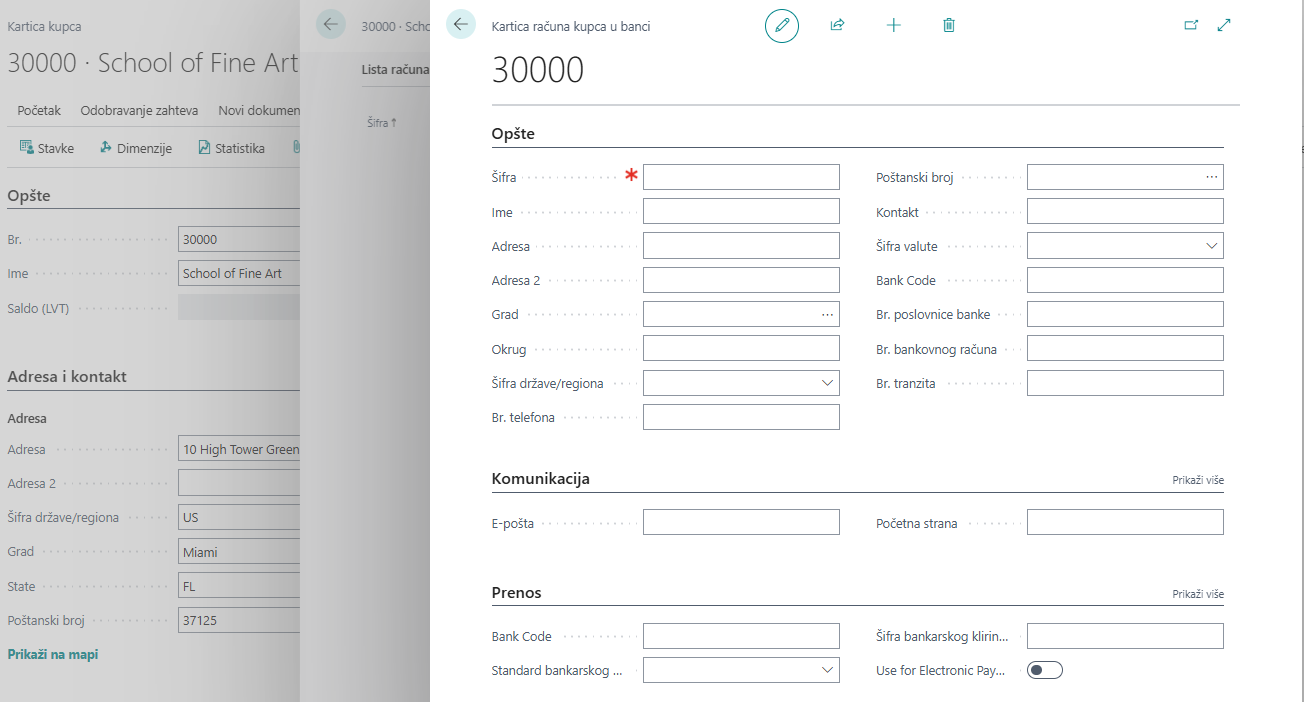 Kartica kupca
30000 · School of Fine Art
Početak Odobravanje zahteva Novi dokumen
Stavke Dimenzije Statistika
Opšte
Br. 30000
Ime School of Fine Art
Saldo (LVT)
Adresa i kontakt
Adresa
Adresa 10 High Tower Green
Adresa 2
Šifra države/regiona US
Grad Miami
State FL
Poštanski broj 37125
Prikaži na mapi
30000 · Scho
Lista računa
Šifra ↑
Kartica računa kupca u banci
30000
Opšte
Šifra * Poštanski broj ...
Ime Kontakt
Adresa Šifra valute
Adresa 2 Bank Code
Grad ... Br. poslovnice banke
Okrug Br. bankovnog računa
Šifra države/regiona Br. tranzita
Br. telefona
Komunikacija Prikaži više
E-pošta Početna strana
Prenos Prikaži više
Bank Code Šifra bankarskog klirin...
Standard bankarskog ... Use for Electronic Pay...